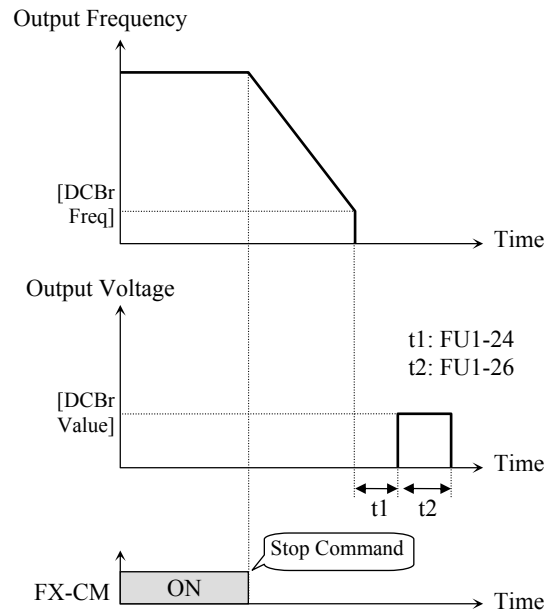 Output Frequency
[DCBr
Freq]
Time
Output Voltage
t1: FU1-24
t2: FU1-26
[DCBr
Value]
Time
t1
t2
Stop Command
FX-CM
ON
Time